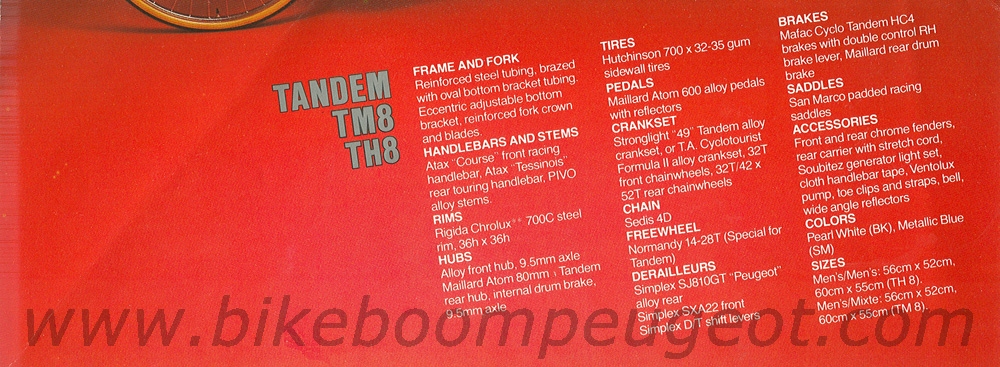 TANDEM
TM8
TH8
FRAME AND FORK
Reinforced steel tubing, brazed
with oval bottom bracket tubing.
Eccentric adjustable bottom
bracket, reinforced fork crown
and blades.
HANDLEBARS AND STEMS
Atax "Course" front racing
handlebar, Atax "Tessinois"
rear touring handlebar, PIVO
alloy stems.
RIMS
Rigida Chrolux** 700C steel
rim, 36h x 36h
HUBS
Alloy front hub, 9.5mm axle
Maillard Atom 80mm Tandem
rear hub, internal drum brake,
9.5mm axle
TIRES
Hutchinson 700 x 32-35 gum
sidewall tires
PEDALS
Maillard Atom 600 alloy pedals
with reflectors
CRANKSET
Stronglight "49" Tandem alloy
crankset, or T.A. Cyclotourist
Formula II alloy crankset, 32T
front chainwheels, 32T/42 x
52T rear chainwheels
CHAIN
Sedis 4D
FREEWHEEL
Normandy 14-28T (Special for
Tandem)
DERAILLEURS
Simplex SJ810GT "Peugeot"
alloy rear
Simplex SXA22 front
Simplex D/T shift levers
BRAKES
Mafac Cyclo Tandem HC4
brakes with double control RH
brake lever, Maillard rear drum
brake
SADDLES
San Marco padded racing
saddles
ACCESSORIES
Front and rear chrome fenders,
rear carrier with stretch cord,
Soubitez generator light set,
cloth handlebar tape, Ventolux
pump, toe clips and straps, bell,
wide angle reflectors
COLORS
Pearl White (BK), Metallic Blue
(SM)
SIZES
Men's/Men's: 56cm x 52cm,
60cm x 55cm (TH 8).
Men's/Mixte: 56cm x 52cm,
60cm x 55cm (TM 8).
www.bikeboompeugeot.com